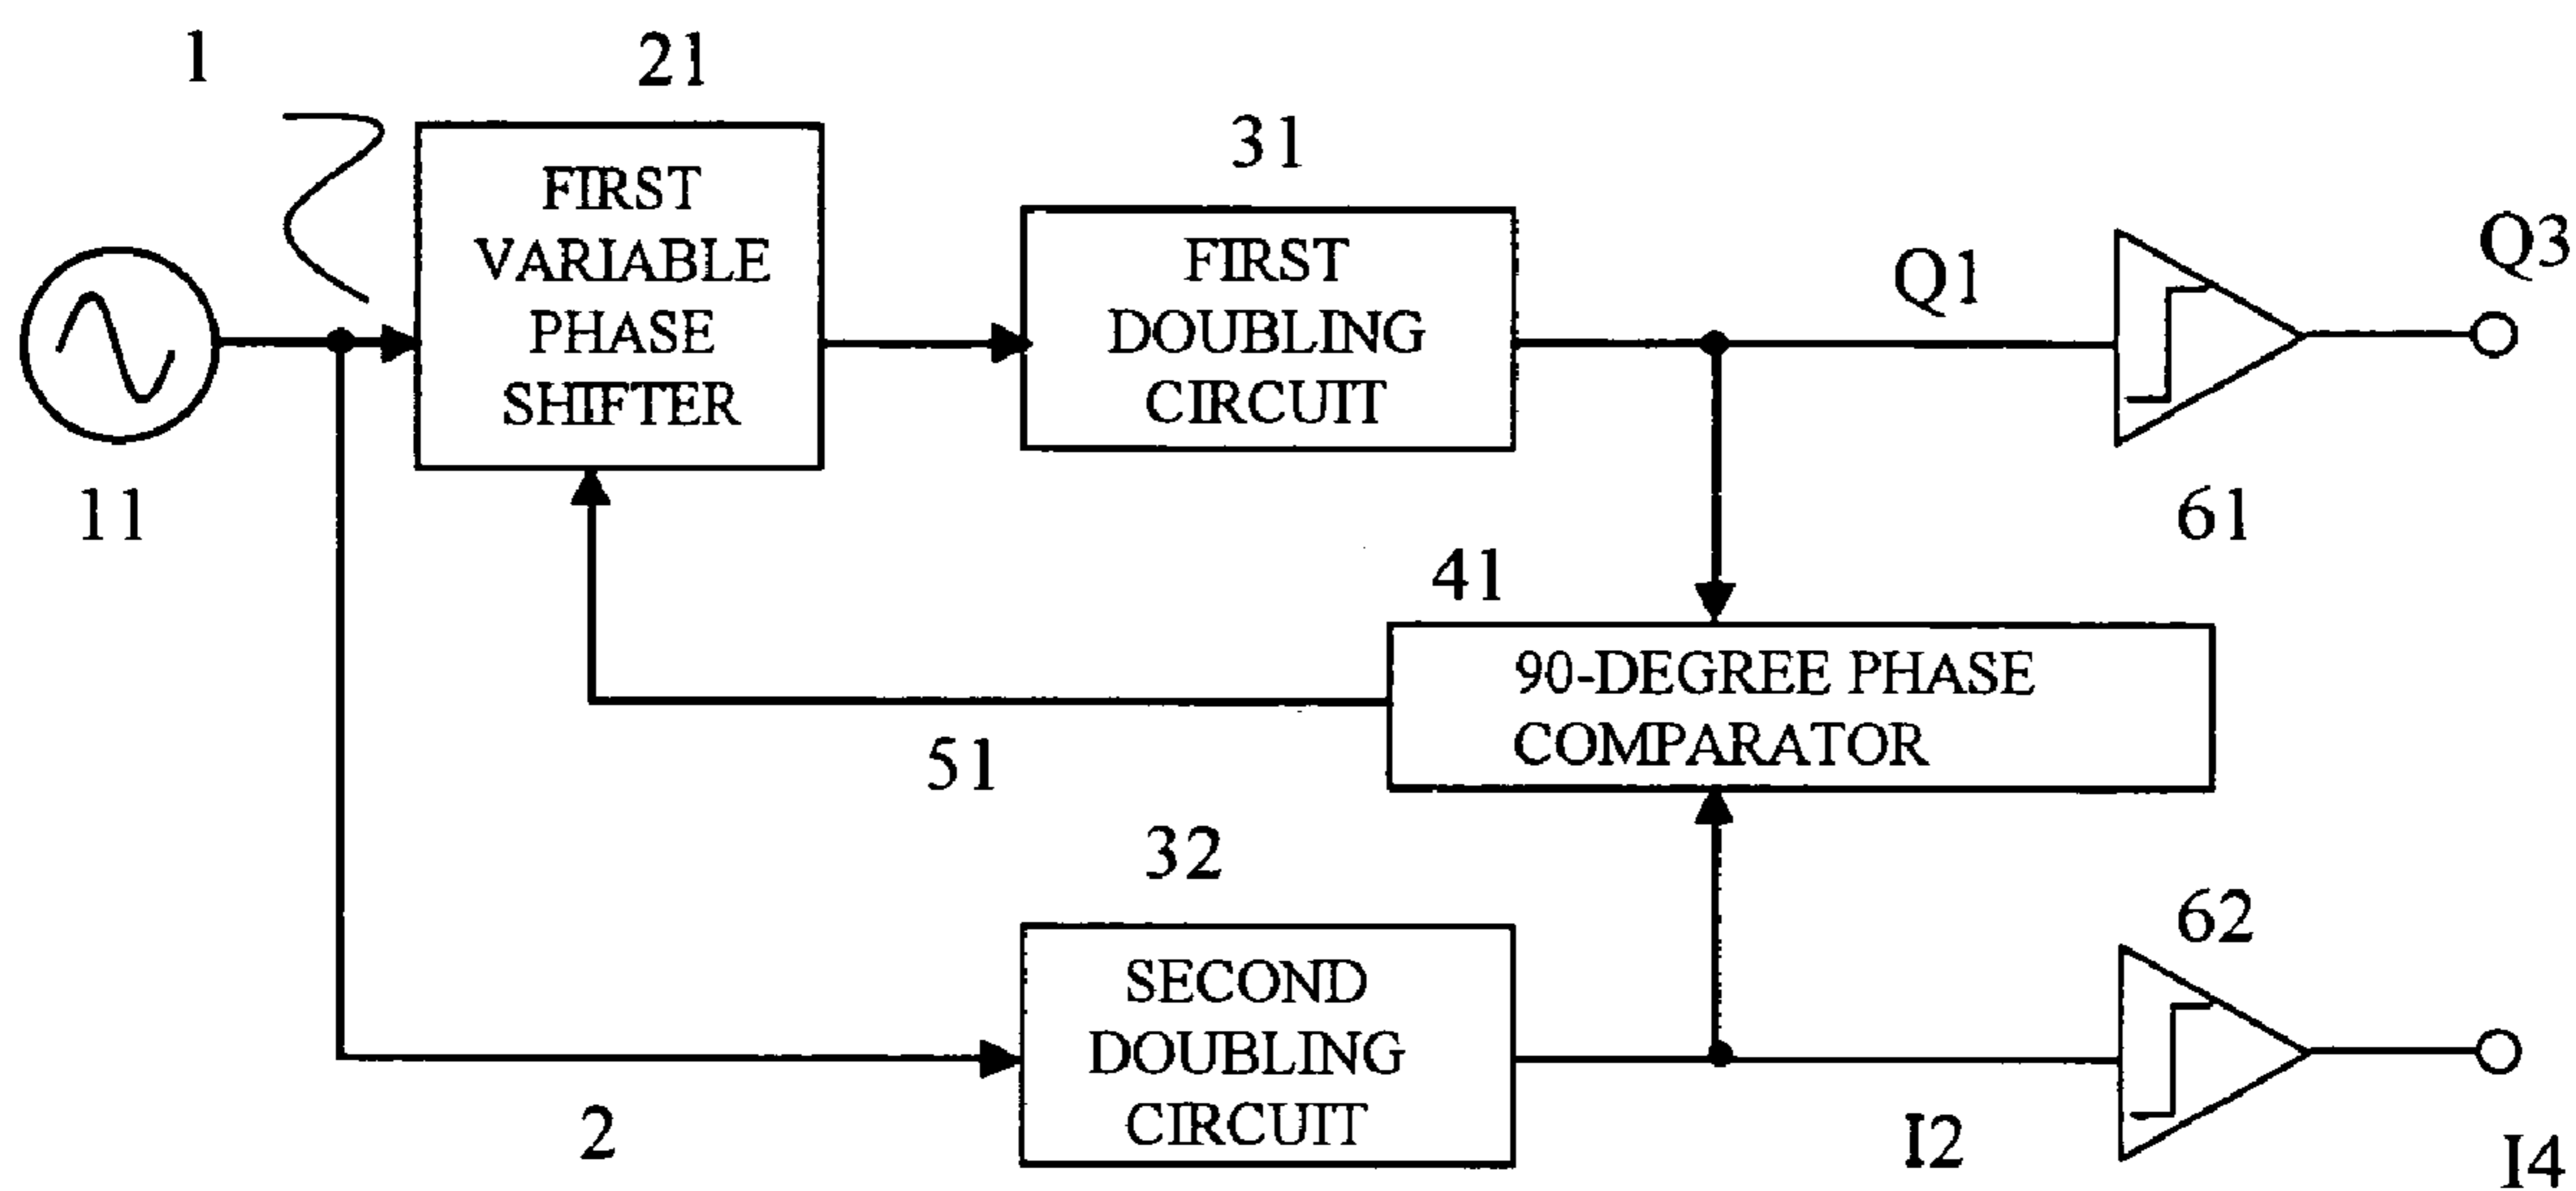 1
21
FIRST
VARIABLE
PHASE
SHIFTER
31
FIRST
DOUBLING
CIRCUIT
Q1
Q3
11
61
41
90-DEGREE PHASE
COMPARATOR
51
32
SECOND
DOUBLING
CIRCUIT
62
2
I2
I4